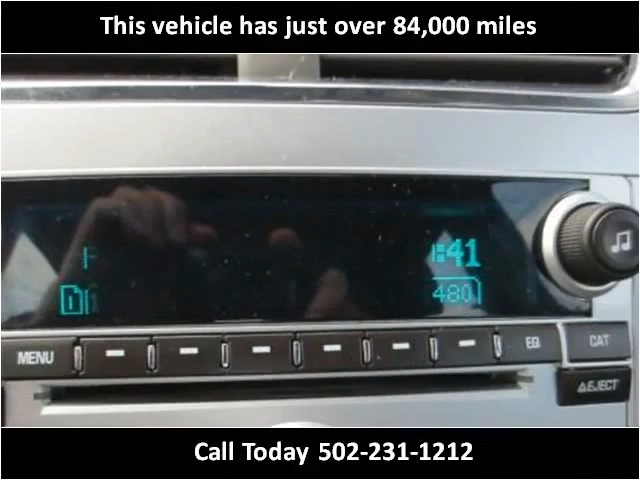 This vehicle has just over 84,000 miles
1:41
480
MENU
EQ
CAT
EJECT
Call Today 502-231-1212